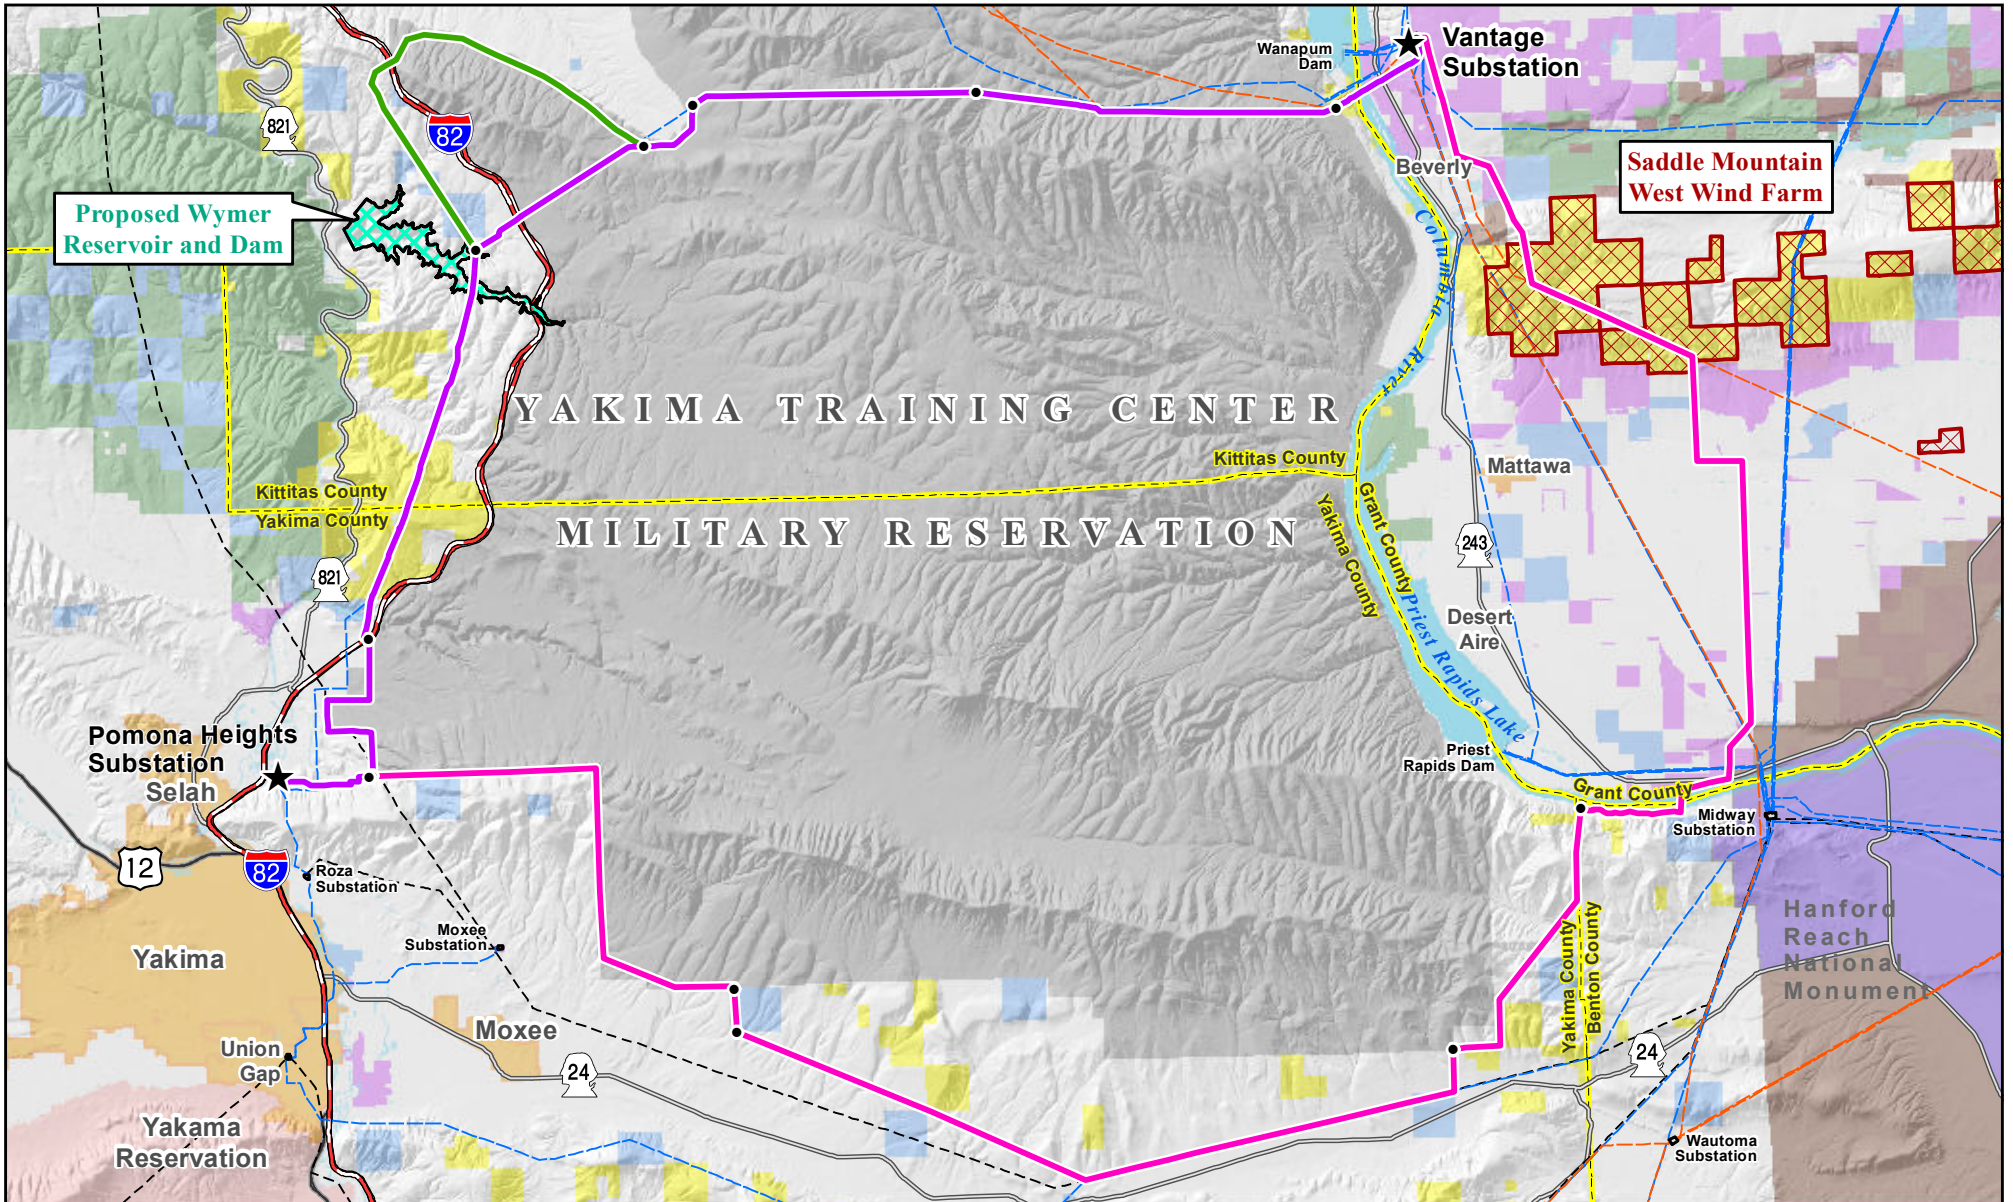 Wanapum
Dam
Vantage
Substation
821
82
Beverly
Saddle Mountain
West Wind Farm
Proposed Wymer
Reservoir and Dam
Columbia
River
YAKIMA TRAINING CENTER
Kittitas County
Mattawa
Kittitas County
Yakima County
Yakima County
Grant County
MILITARY RESERVATION
243
821
Priest Rapids Lake
Desert
Aire
Pomona Heights
Substation
Selah
Priest
Rapids Dam
Grant County
Midway
Substation
12
82
Roza
Substation
Moxee
Substation
Yakima
Hanford
Reach
National
Monument
Yakima County
Benton County
Moxee
Union
Gap
24
24
Yakama
Reservation
Wautoma
Substation